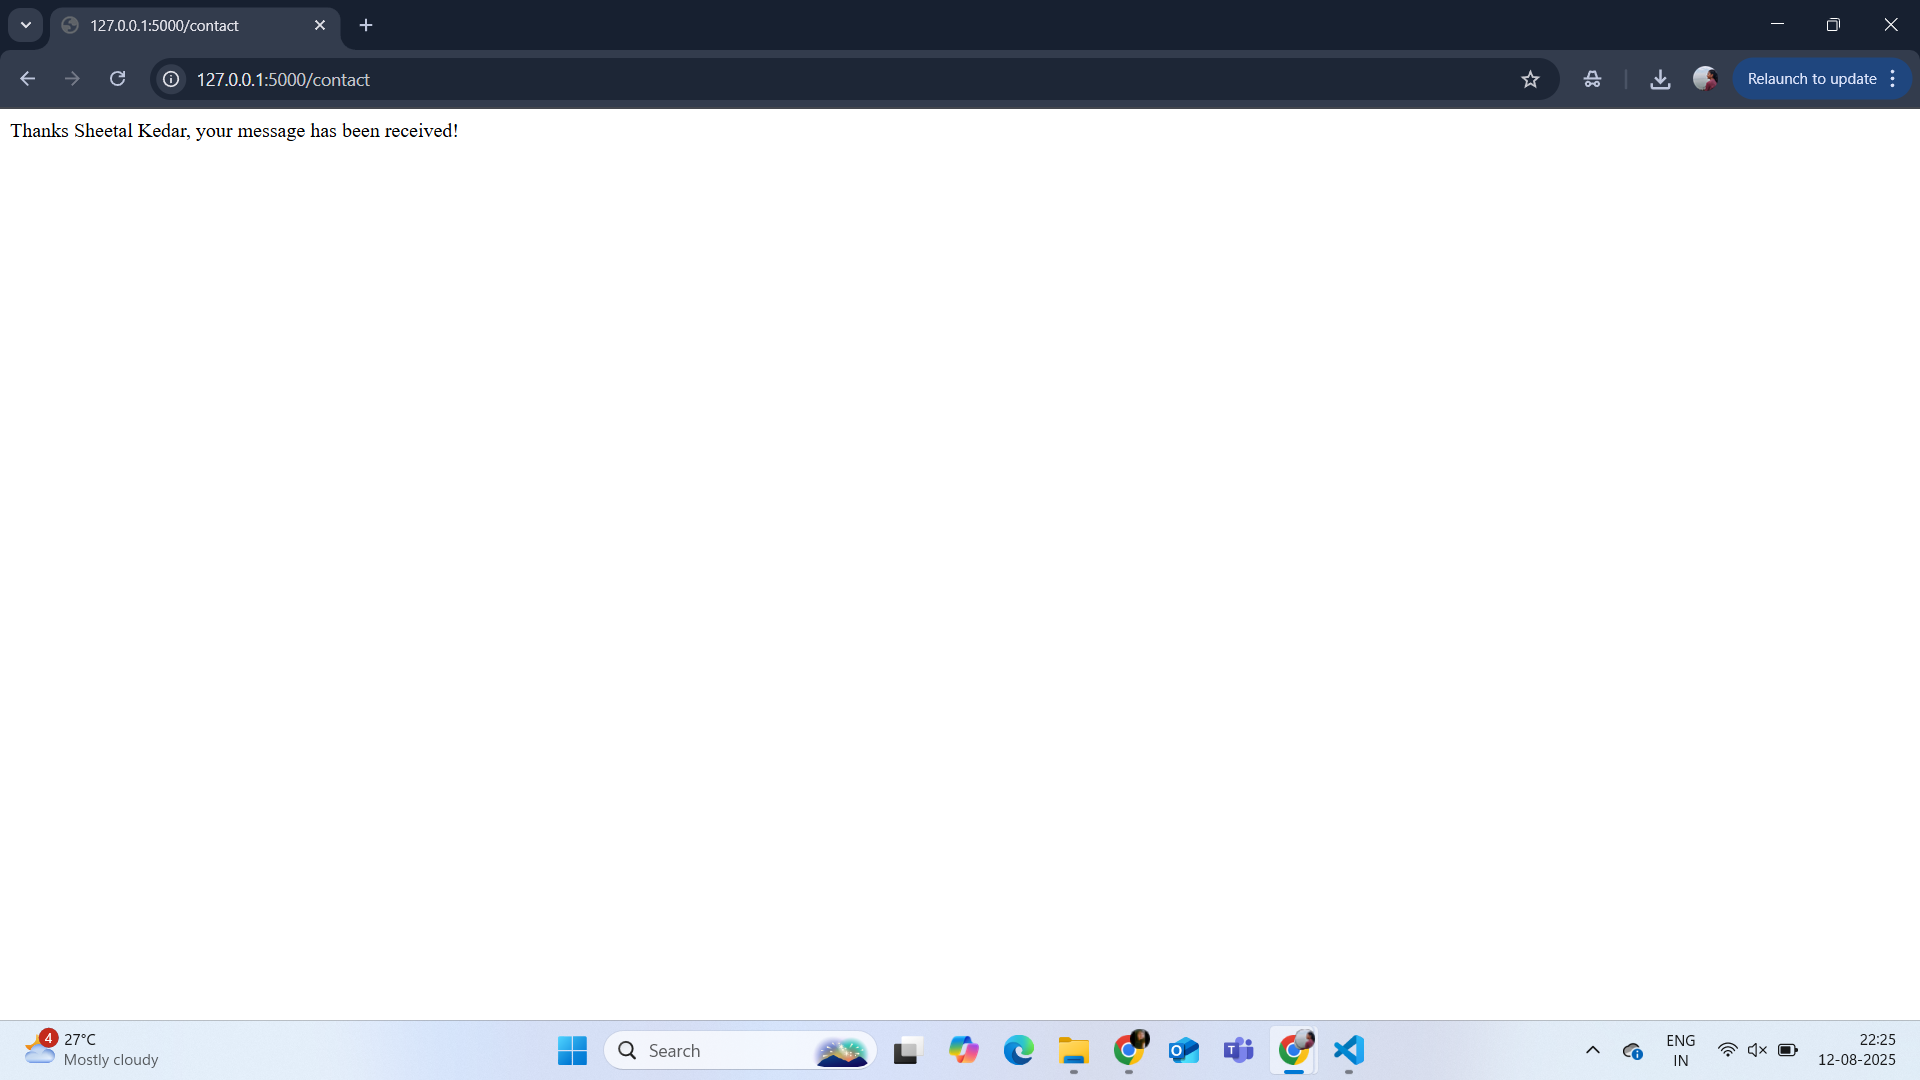 127.0.0.1:5000/contact
127.0.0.1:5000/contact
Relaunch to update
Thanks Sheetal Kedar, your message has been received!
4
27°C
Mostly cloudy
Search
ENG
IN
22:25
12-08-2025